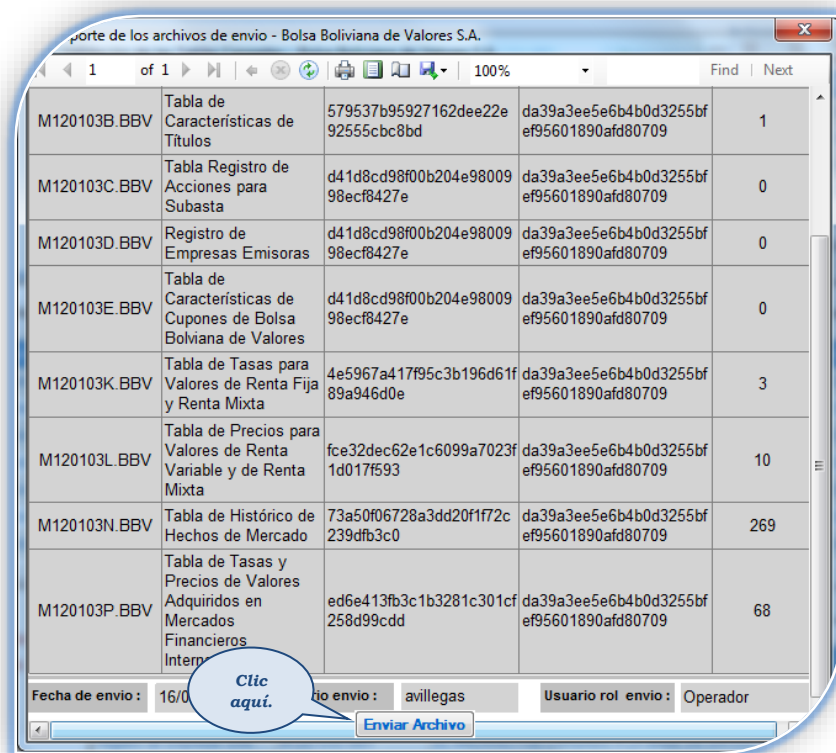 porte de los archivos de envio - Bolsa Boliviana de Valores S.A.
1 of 1 100% Find | Next
M120103B.BBV
Tabla de
Características de
Títulos
579537b95927162dee22e
92555cbc8bd
da39a3ee5e6b4b0d3255bf
ef95601890afd80709
1
M120103C.BBV
Tabla Registro de
Acciones para
Subasta
d41d8cd98f00b204e98009
98ecf8427e
da39a3ee5e6b4b0d3255bf
ef95601890afd80709
0
M120103D.BBV
Registro de
Empresas Emisoras
d41d8cd98f00b204e98009
98ecf8427e
da39a3ee5e6b4b0d3255bf
ef95601890afd80709
0
M120103E.BBV
Tabla de
Características de
Cupones de Bolsa
Bolviana de Valores
d41d8cd98f00b204e98009
98ecf8427e
da39a3ee5e6b4b0d3255bf
ef95601890afd80709
0
M120103K.BBV
Tabla de Tasas para
Valores de Renta Fija
y Renta Mixta
4e5967a417f95c3b196d61f
89a946d0e
da39a3ee5e6b4b0d3255bf
ef95601890afd80709
3
M120103L.BBV
Tabla de Precios para
Valores de Renta
Variable y de Renta
Mixta
fce32dec62e1c6099a7023f
1d017f593
da39a3ee5e6b4b0d3255bf
ef95601890afd80709
10
M120103N.BBV
Tabla de Histórico de
Hechos de Mercado
73a50f06728a3dd20f1f72c
239dfb3c0
da39a3ee5e6b4b0d3255bf
ef95601890afd80709
269
M120103P.BBV
Tabla de Tasas y
Precios de Valores
Adquiridos en
Mercados
Financieros
Intern
ed6e413fb3c1b3281c301cf
258d99cdd
da39a3ee5e6b4b0d3255bf
ef95601890afd80709
68
Clic
aquí.
Fecha de envio : 16/0 io envio : avillegas Usuario rol envio : Operador
Enviar Archivo